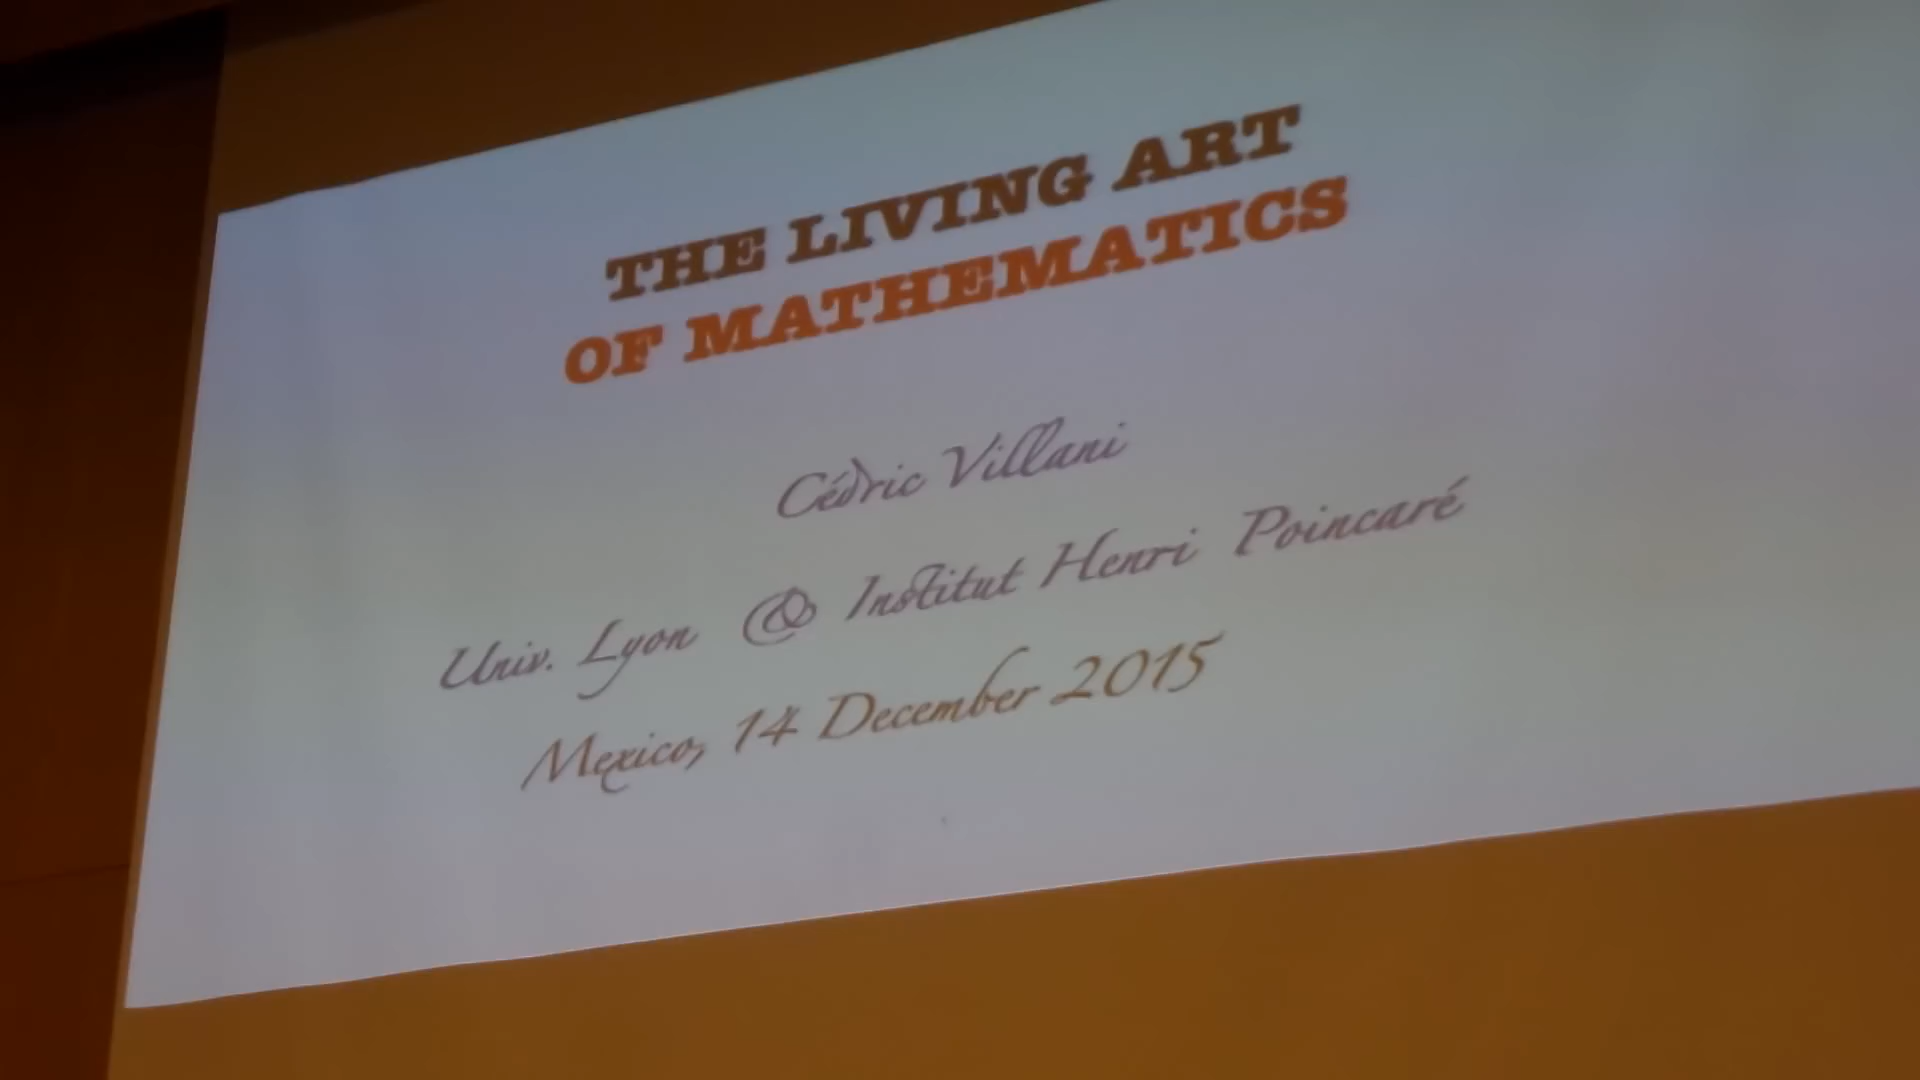 THE LIVING ART
OF MATHEMATICS
Cédric Villani
Univ. Lyon @ Institut Henri Poincaré
Mexico, 14 December 2015